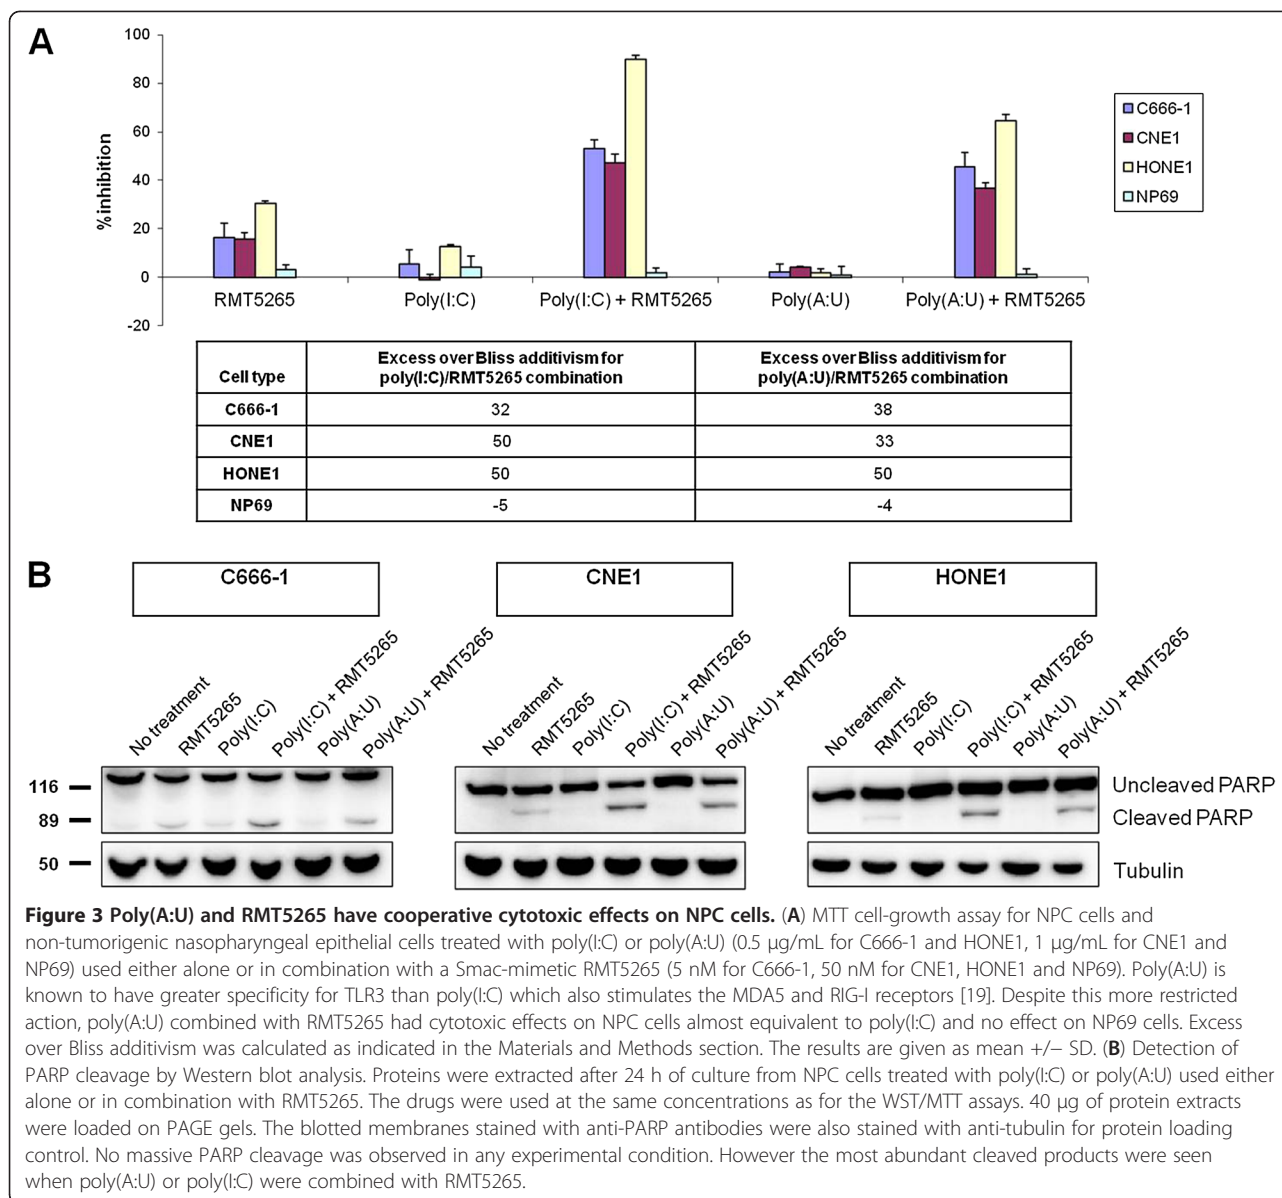 A
100
80
60
40
20
0
-20
%inhibition
RMT5265 Poly(I:C) Poly(I:C) + RMT5265 Poly(A:U) Poly(A:U) + RMT5265
C666-1
CNE1
HONE1
NP69
Cell type Excess over Bliss additivism for poly(I:C)/RMT5265 combination Excess over Bliss additivism for poly(A:U)/RMT5265 combination
C666-1 32 38
CNE1 50 33
HONE1 50 50
NP69 -5 -4
B
C666-1 CNE1 HONE1
No treatment RMT5265 Poly(I:C) Poly(I:C) + RMT5265 Poly(A:U) Poly(A:U) + RMT5265
No treatment RMT5265 Poly(I:C) Poly(I:C) + RMT5265 Poly(A:U) Poly(A:U) + RMT5265
No treatment RMT5265 Poly(I:C) Poly(I:C) + RMT5265 Poly(A:U) Poly(A:U) + RMT5265
116 Uncleaved PARP
89 Cleaved PARP
50 Tubulin
Figure 3 Poly(A:U) and RMT5265 have cooperative cytotoxic effects on NPC cells. (A) MTT cell-growth assay for NPC cells and
non-tumorigenic nasopharyngeal epithelial cells treated with poly(I:C) or poly(A:U) (0.5 μg/mL for C666-1 and HONE1, 1 μg/mL for CNE1 and
NP69) used either alone or in combination with a Smac-mimetic RMT5265 (5 nM for C666-1, 50 nM for CNE1, HONE1 and NP69). Poly(A:U) is
known to have greater specificity for TLR3 than poly(I:C) which also stimulates the MDA5 and RIG-I receptors [19]. Despite this more restricted
action, poly(A:U) combined with RMT5265 had cytotoxic effects on NPC cells almost equivalent to poly(I:C) and no effect on NP69 cells. Excess
over Bliss additivism was calculated as indicated in the Materials and Methods section. The results are given as mean +/− SD. (B) Detection of
PARP cleavage by Western blot analysis. Proteins were extracted after 24 h of culture from NPC cells treated with poly(I:C) or poly(A:U) used either
alone or in combination with RMT5265. The drugs were used at the same concentrations as for the WST/MTT assays. 40 μg of protein extracts
were loaded on PAGE gels. The blotted membranes stained with anti-PARP antibodies were also stained with anti-tubulin for protein loading
control. No massive PARP cleavage was observed in any experimental condition. However the most abundant cleaved products were seen
when poly(A:U) or poly(I:C) were combined with RMT5265.